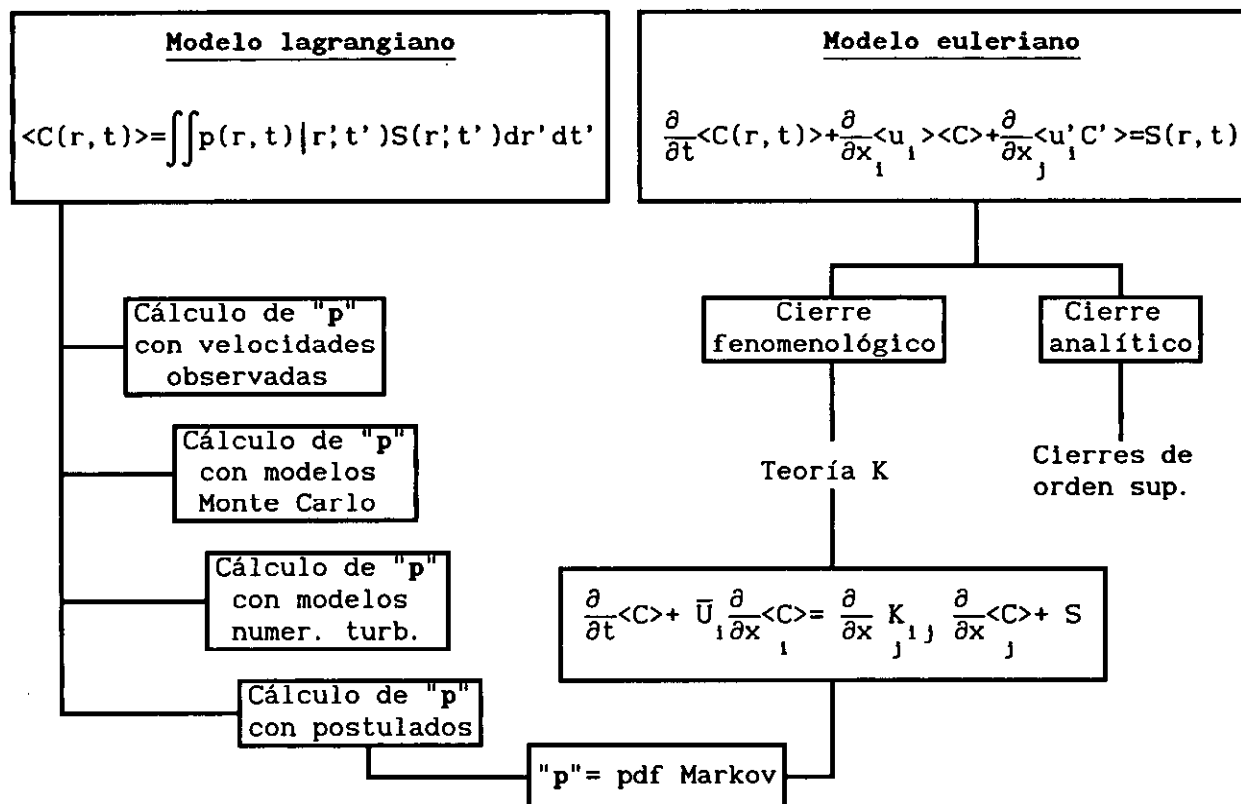 Modelo lagrangiano
<C(r,t)>=∫∫p(r,t)|r',t')S(r',t')dr'dt'
Modelo euleriano
∂/∂t<C(r,t)>+∂/∂x_i<u_i><C>+∂/∂x_j<u'_iC'>=S(r,t)
Cálculo de "p"
con velocidades
observadas
Cálculo de "p"
con modelos
Monte Carlo
Cálculo de "p"
con modelos
numer. turb.
Cálculo de "p"
con postulados
Cierre
fenomenológico
Cierre
analítico
Teoría K
Cierres de
orden sup.
∂/∂t<C>+ U̅_i∂/∂x_i<C>= ∂/∂x_j K_ij ∂/∂x_j<C>+ S
"p"= pdf Markov